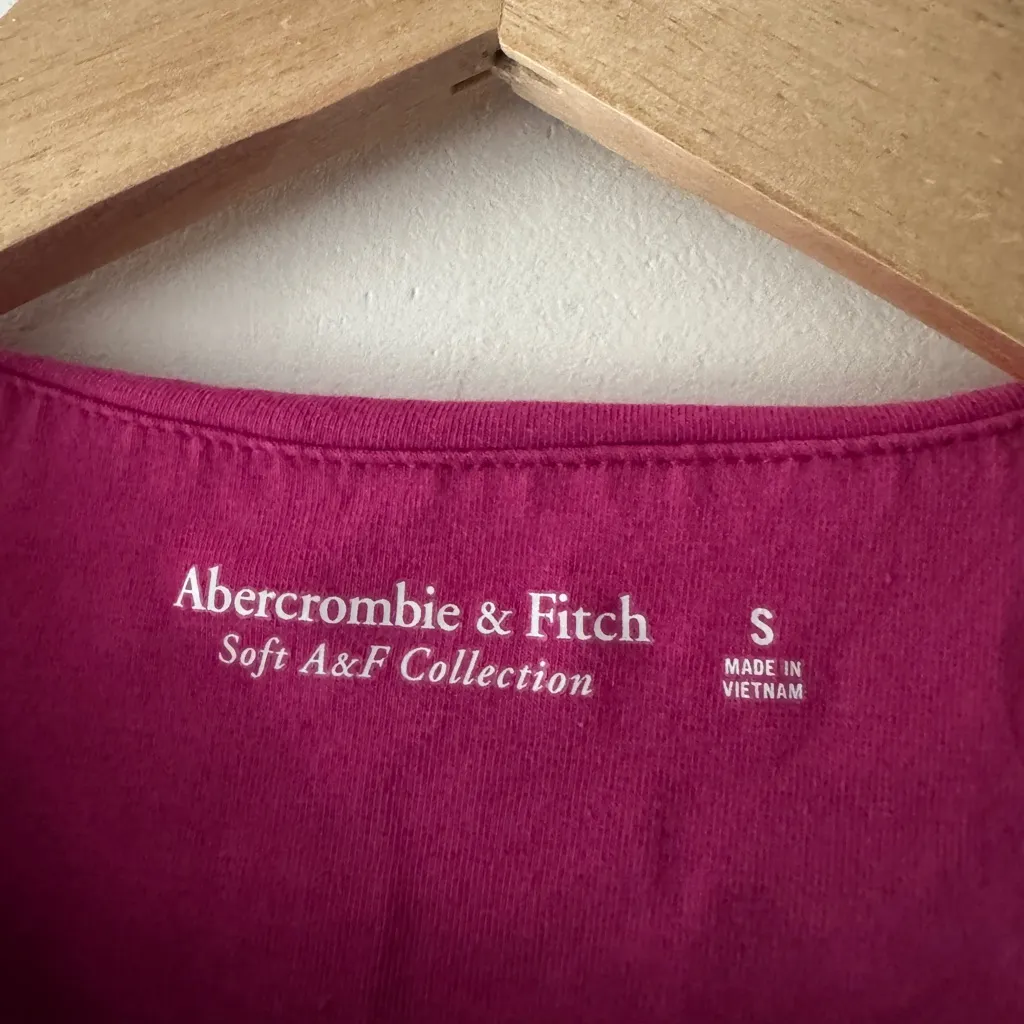 Abercrombie & Fitch
Soft A&F Collection
S
MADE IN
VIETNAM